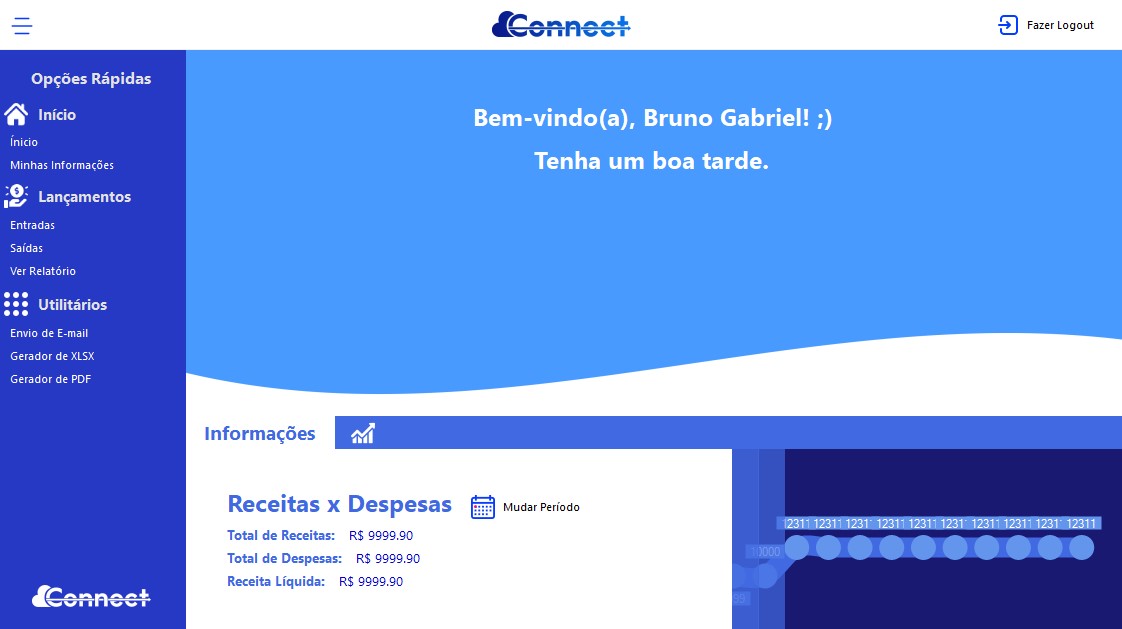 Connect
Fazer Logout
Opções Rápidas
Início
Ínicio
Minhas Informações
Lançamentos
Entradas
Saídas
Ver Relatório
Utilitários
Envio de E-mail
Gerador de XLSX
Gerador de PDF
Connect
Bem-vindo(a), Bruno Gabriel! ;)
Tenha um boa tarde.
Informações
Receitas x Despesas
Mudar Período
Total de Receitas: R$ 9999.90
Total de Despesas: R$ 9999.90
Receita Líquida: R$ 9999.90
12311 12311 12311 12311 12311 12311 12311 12311 12311 12311